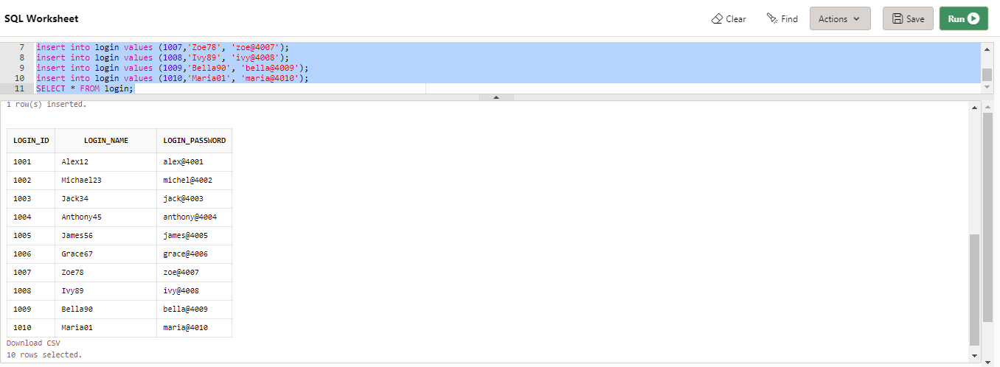 SQL Worksheet
Clear
Find
Actions
Save
Run
7 insert into login values (1007,'Zoe78', 'zoe@4007');
8 insert into login values (1008,'Ivy89', 'ivy@4008');
9 insert into login values (1009,'Bella90', 'bella@4009');
10 insert into login values (1010,'Maria01', 'maria@4010');
11 SELECT * FROM login;
1 row(s) inserted.
LOGIN_ID LOGIN_NAME LOGIN_PASSWORD
1001 Alex12 alex@4001
1002 Michael23 michel@4002
1003 Jack34 jack@4003
1004 Anthony45 anthony@4004
1005 James56 james@4005
1006 Grace67 grace@4006
1007 Zoe78 zoe@4007
1008 Ivy89 ivy@4008
1009 Bella90 bella@4009
1010 Maria01 maria@4010
Download CSV
10 rows selected.